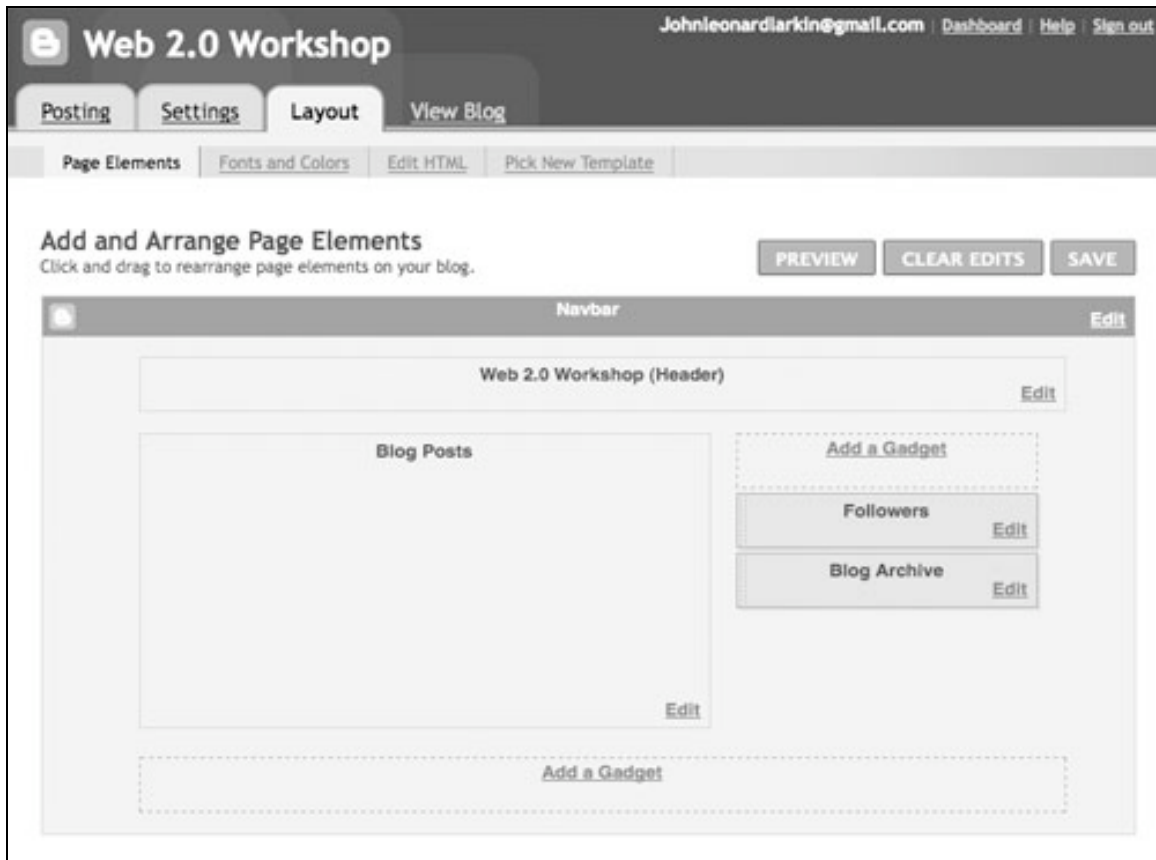 Johnleonardlarkin@gmail.com | Dashboard | Help | Sign out
Web 2.0 Workshop
Posting Settings Layout View Blog
Page Elements Fonts and Colors Edit HTML Pick New Template
Add and Arrange Page Elements
Click and drag to rearrange page elements on your blog.
PREVIEW CLEAR EDITS SAVE
Navbar
Edit
Web 2.0 Workshop (Header)
Edit
Blog Posts
Edit
Add a Gadget
Followers
Edit
Blog Archive
Edit
Add a Gadget